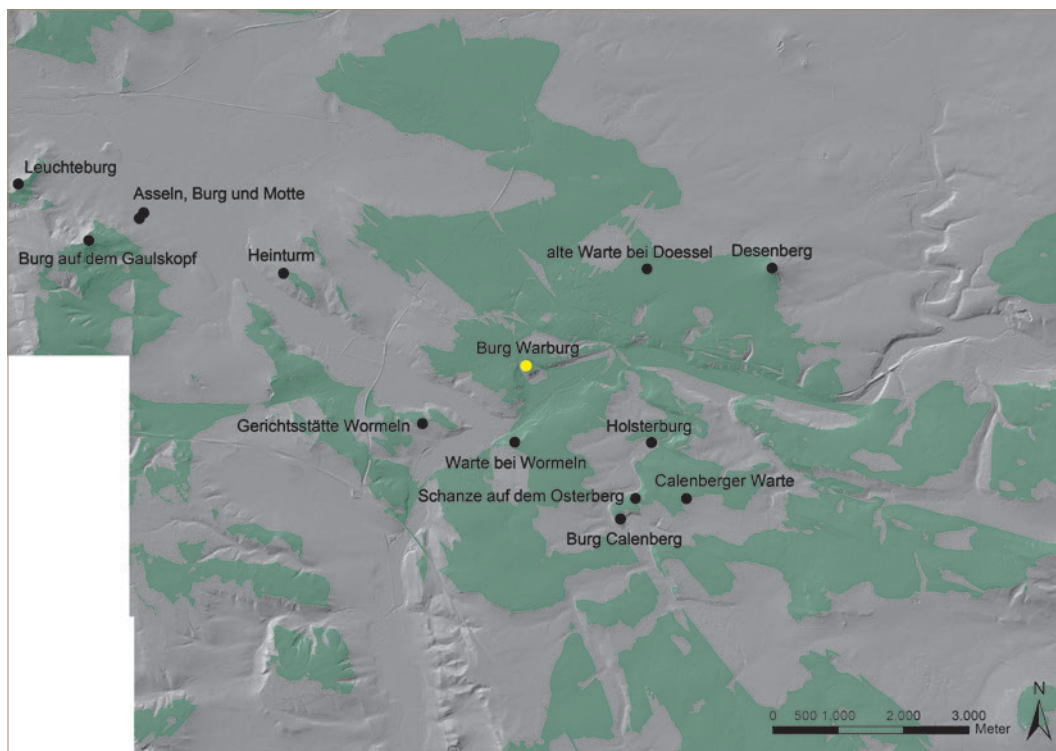 Leuchteburg
Asseln, Burg und Motte
Burg auf dem Gaulskopf
Heinturm
alte Warte bei Doessel
Desenberg
Burg Warburg
Gerichtsstätte Wormeln
Holsterburg
Warte bei Wormeln
Schanze auf dem Osterberg
Calenberger Warte
Burg Calenberg
N
0 500 1.000 2.000 3.000
Meter